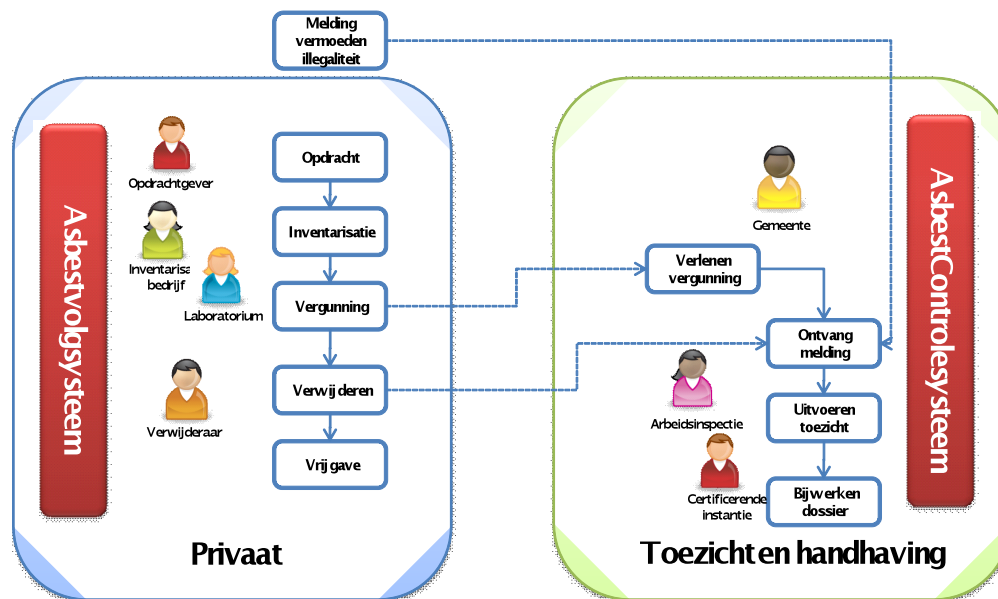 Melding
vermoeden
illegaliteit
Asbestvolgsysteem
Opdrachtgever
Inventarisa
bedrijf
Laboratorium
Verwijderaar
Opdracht
Inventarisatie
Vergunning
Verwijderen
Vrijgave
Privaat
Gemeente
Verlenen
vergunning
Ontvang
melding
Arbeidsinspectie
Uitvoeren
toezicht
Certificerende
instantie
Bijwerken
dossier
AsbestControlesysteem
Toezicht en handhaving